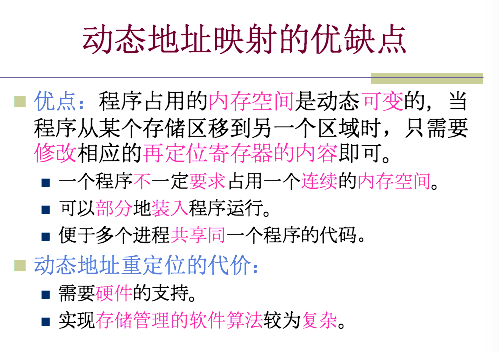 动态地址映射的优缺点
优点：程序占用的内存空间是动态可变的，当
程序从某个存储区移到另一个区域时，只需要
修改相应的再定位寄存器的内容即可。
一个程序不一定要求占用一个连续的内存空间。
可以部分地装入程序运行。
便于多个进程共享同一个程序的代码。
动态地址重定位的代价：
需要硬件的支持。
实现存储管理的软件算法较为复杂。